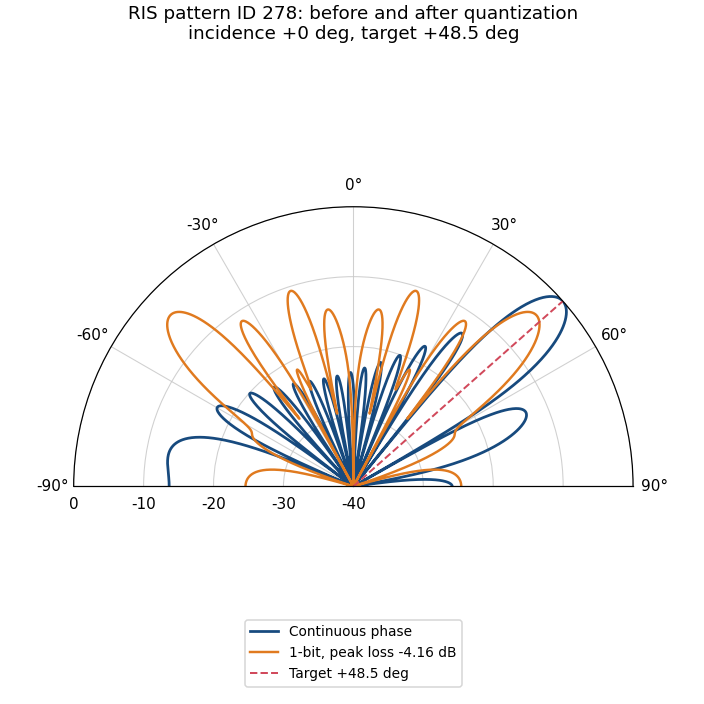 RIS pattern ID 278: before and after quantization
incidence +0 deg, target +48.5 deg
0°
-30°
30°
-60°
60°
-90°
90°
0
-10
-20
-30
-40
Continuous phase
1-bit, peak loss -4.16 dB
Target +48.5 deg